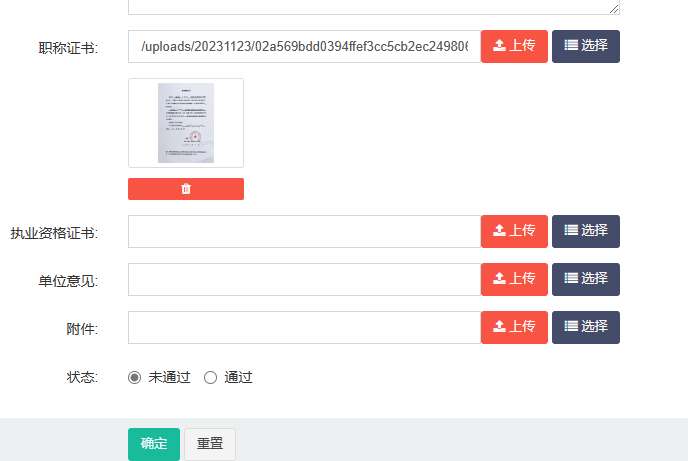 职称证书: /uploads/20231123/02a569bdd0394ffef3cc5cb2ec249806 上传 选择
执业资格证书: 上传 选择
单位意见: 上传 选择
附件: 上传 选择
状态: 未通过 通过
确定 重置